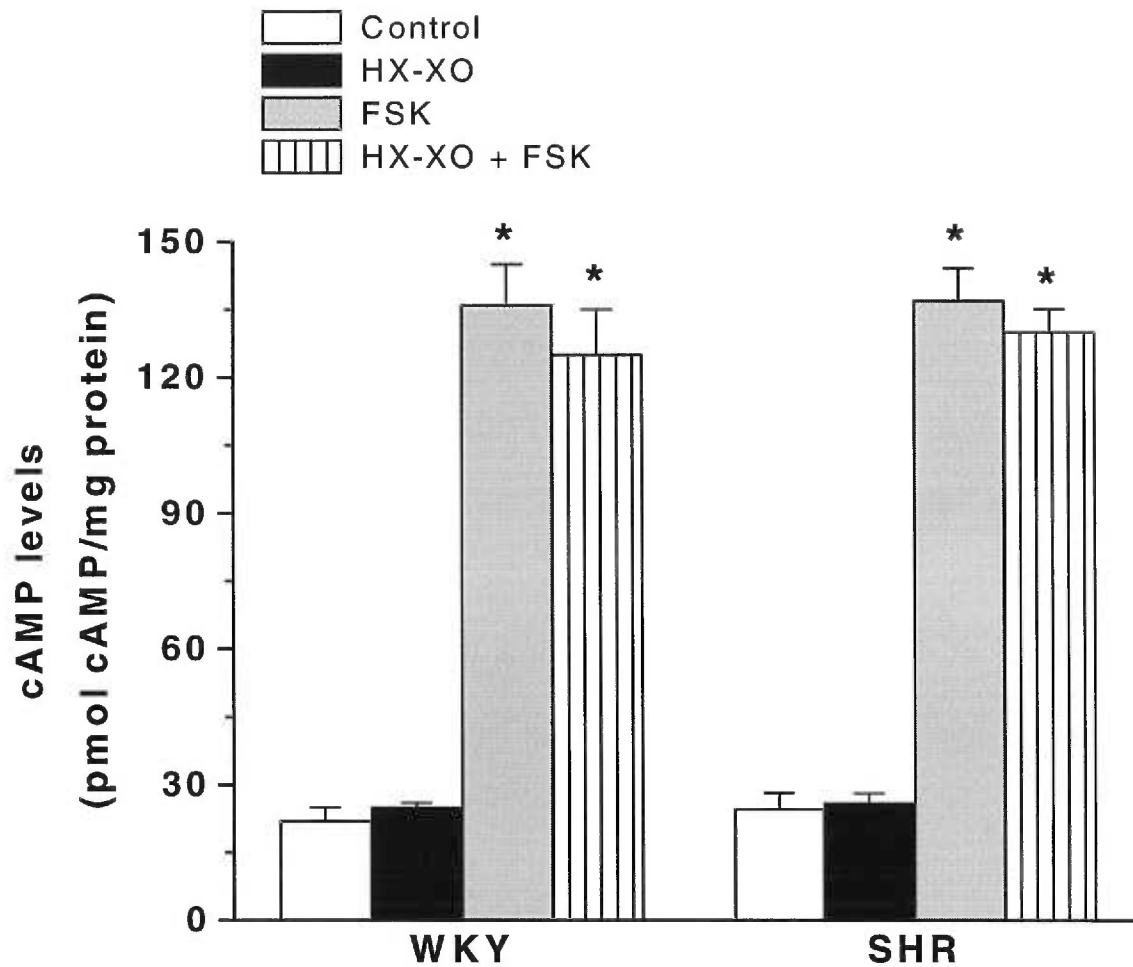 Control
HX-XO
FSK
HX-XO + FSK
cAMP levels
(pmol cAMP/mg protein)
150
120
90
60
30
0
*
*
*
*
WKY
SHR